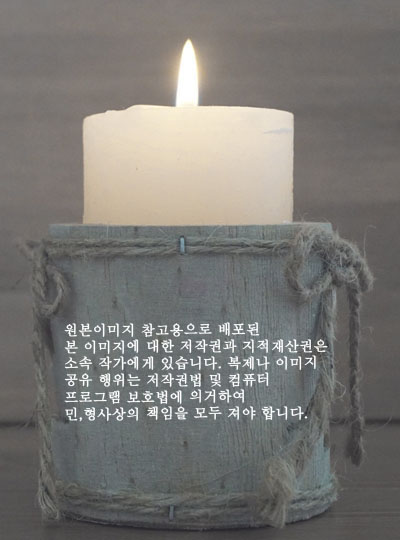 원본이미지 참고용으로 배포된
본 이미지에 대한 저작권과 지적재산권은
소속 작가에게 있습니다. 복제나 이미지
공유 행위는 저작권법 및 컴퓨터
프로그램 보호법에 의거하여
민,형사상의 책임을 모두 져야 합니다.